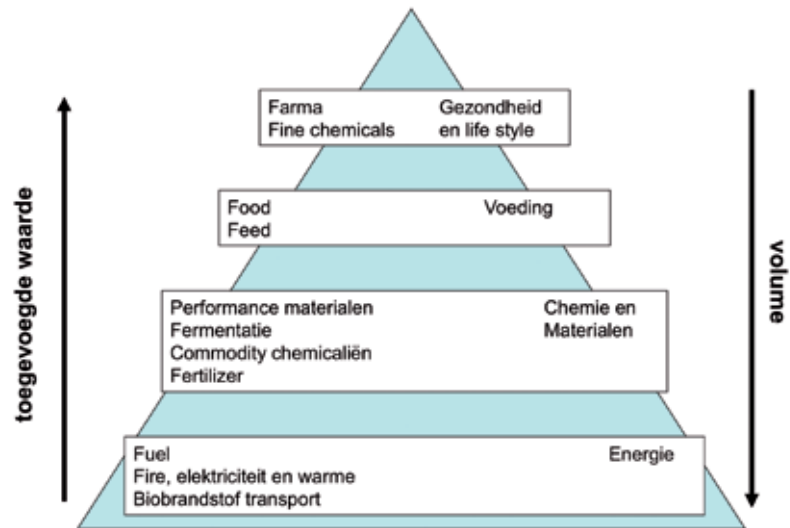 Farma
Fine chemicals
Gezondheid
en life style
Food
Feed
Voeding
Performance materialen
Fermentatie
Commodity chemicaliën
Fertilizer
Chemie en
Materialen
Fuel
Fire, elektriciteit en warme
Biobrandstof transport
Energie
toegevoegde waarde
volume